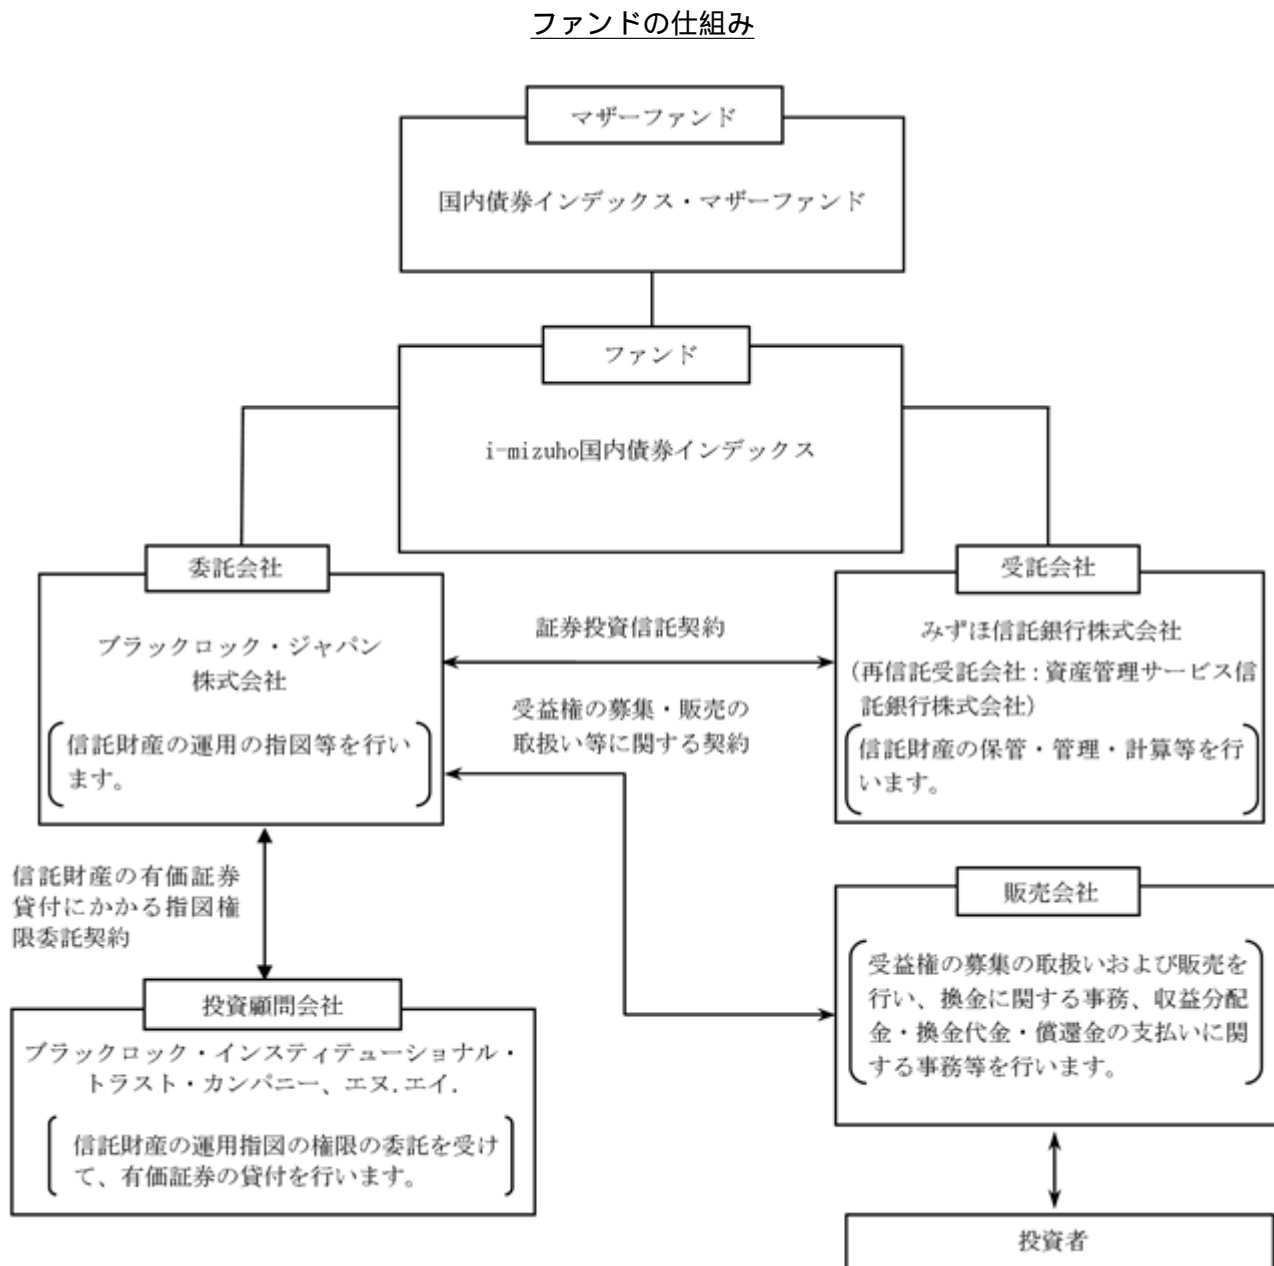 ファンドの仕組み
マザーファンド
国内債券インデックス・マザーファンド
ファンド
i-mizuho国内債券インデックス
委託会社
ブラックロック・ジャパン
株式会社
信託財産の運用の指図等を行い
ます。
証券投資信託契約
受益権の募集・販売の
取扱い等に関する契約
受託会社
みずほ信託銀行株式会社
(再信託受託会社:資産管理サービス信
託銀行株式会社)
信託財産の保管・管理・計算等を行
います。
信託財産の有価証券
貸付にかかる指図権
限委託契約
投資顧問会社
ブラックロック・インスティテューショナル・
トラスト・カンパニー、エヌ.エイ.
信託財産の運用指図の権限の委託を受け
て、有価証券の貸付を行います。
販売会社
受益権の募集の取扱いおよび販売を
行い、換金に関する事務、収益分配
金・換金代金・償還金の支払いに関
する事務等を行います。
投資者